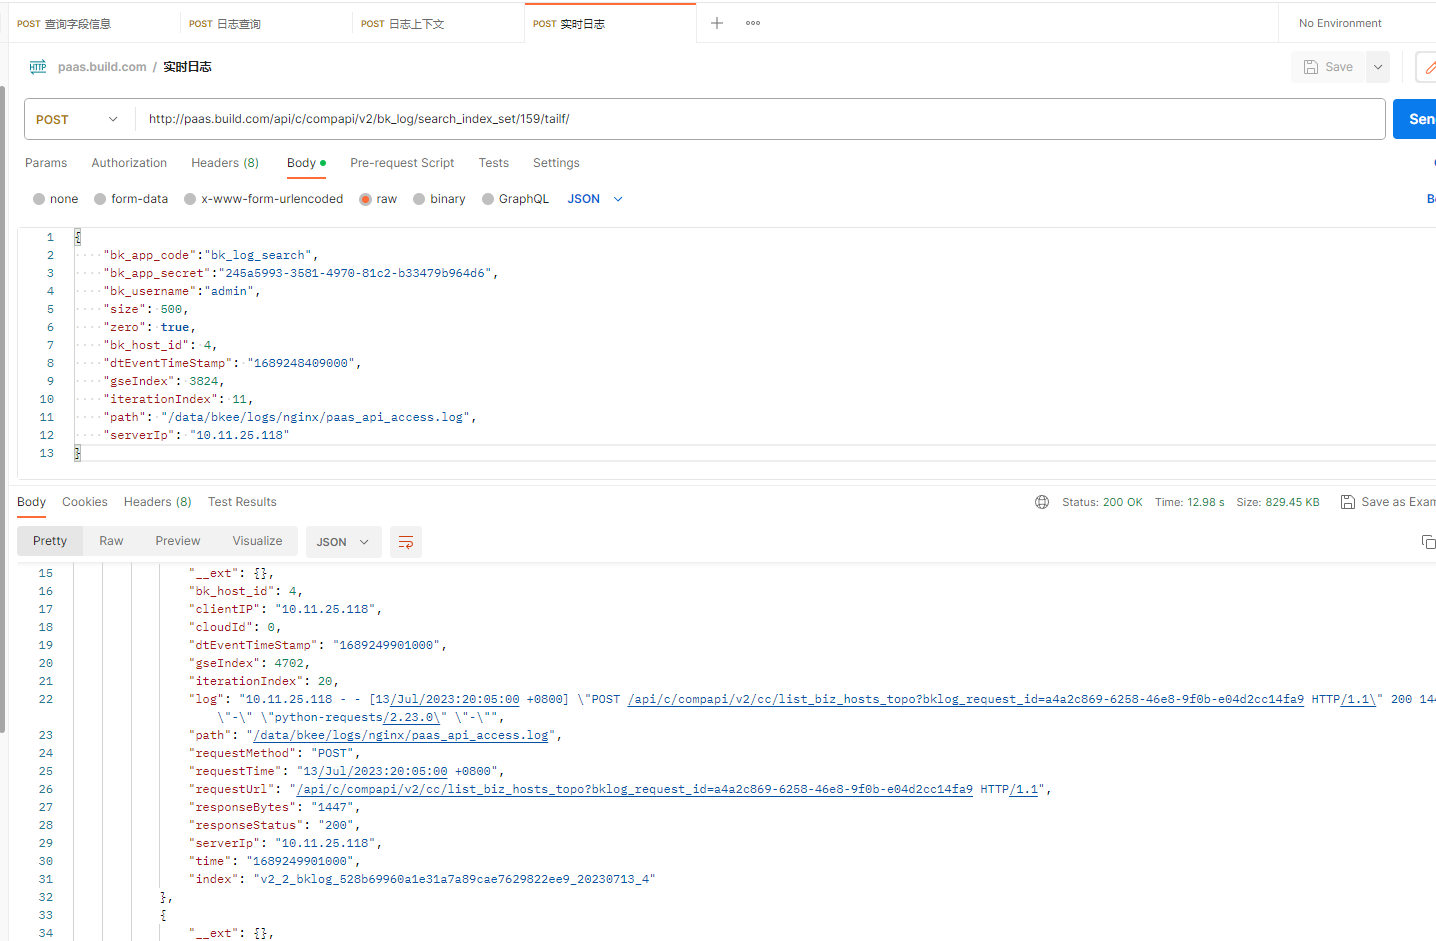 POST 查询字段信息 POST 日志查询 POST 日志上下文 POST 实时日志 No Environment
HTTP paas.build.com / 实时日志 Save
POST http://paas.build.com/api/c/compapi/v2/bk_log/search_index_set/159/tailf/ Sen
Params Authorization Headers (8) Body Pre-request Script Tests Settings
none form-data x-www-form-urlencoded raw binary GraphQL JSON B
1 {
2 "bk_app_code":"bk_log_search",
3 "bk_app_secret":"245a5993-3581-4970-81c2-b33479b964d6",
4 "bk_username":"admin",
5 "size": 500,
6 "zero": true,
7 "bk_host_id": 4,
8 "dtEventTimeStamp": "1689248409000",
9 "gseIndex": 3824,
10 "iterationIndex": 11,
11 "path": "/data/bkee/logs/nginx/paas_api_access.log",
12 "serverIp": "10.11.25.118"
13 }
Body Cookies Headers (8) Test Results Status: 200 OK Time: 12.98 s Size: 829.45 KB Save as Exam
Pretty Raw Preview Visualize JSON
15 "__ext": {},
16 "bk_host_id": 4,
17 "clientIP": "10.11.25.118",
18 "cloudId": 0,
19 "dtEventTimeStamp": "1689249901000",
20 "gseIndex": 4702,
21 "iterationIndex": 20,
22 "log": "10.11.25.118 - - [13/Jul/2023:20:05:00 +0800] \"POST /api/c/compapi/v2/cc/list_biz_hosts_topo?bklog_request_id=a4a2c869-6258-46e8-9f0b-e04d2cc14fa9 HTTP/1.1\" 200 144
\"-\" \"python-requests/2.23.0\" \"-\"",
23 "path": "/data/bkee/logs/nginx/paas_api_access.log",
24 "requestMethod": "POST",
25 "requestTime": "13/Jul/2023:20:05:00 +0800",
26 "requestUrl": "/api/c/compapi/v2/cc/list_biz_hosts_topo?bklog_request_id=a4a2c869-6258-46e8-9f0b-e04d2cc14fa9 HTTP/1.1",
27 "responseBytes": "1447",
28 "responseStatus": "200",
29 "serverIp": "10.11.25.118",
30 "time": "1689249901000",
31 "index": "v2_2_bklog_528b69960a1e31a7a89cae7629822ee9_20230713_4"
32 },
33 {
34 "__ext": {},